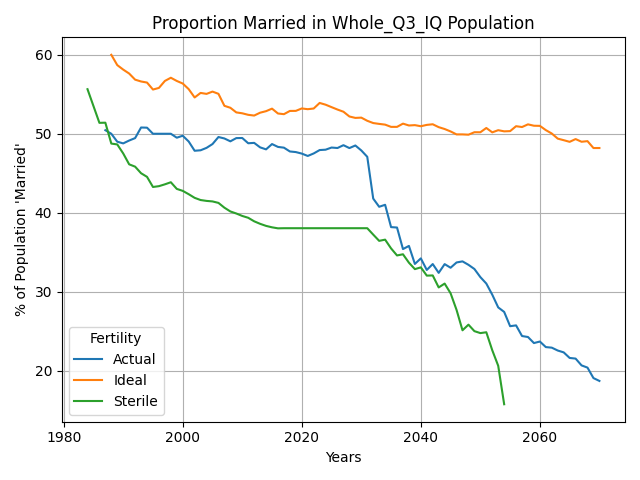 Proportion Married in Whole_Q3_IQ Population
% of Population 'Married'
60
50
40
30
20
Fertility
Actual
Ideal
Sterile
1980
2000
2020
2040
2060
Years